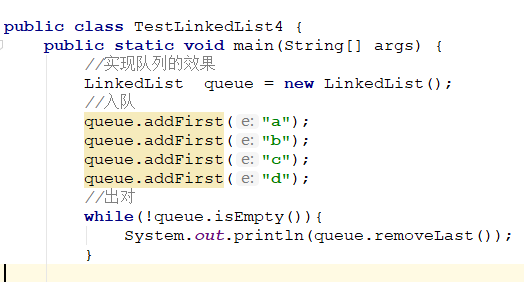 public class TestLinkedList4 {
public static void main(String[] args) {
//实现队列的效果
LinkedList  queue = new LinkedList();
//入队
queue.addFirst( e: "a");
queue.addFirst( e: "b");
queue.addFirst( e: "c");
queue.addFirst( e: "d");
//出对
while(!queue.isEmpty()){
System.out.println(queue.removeLast());
}